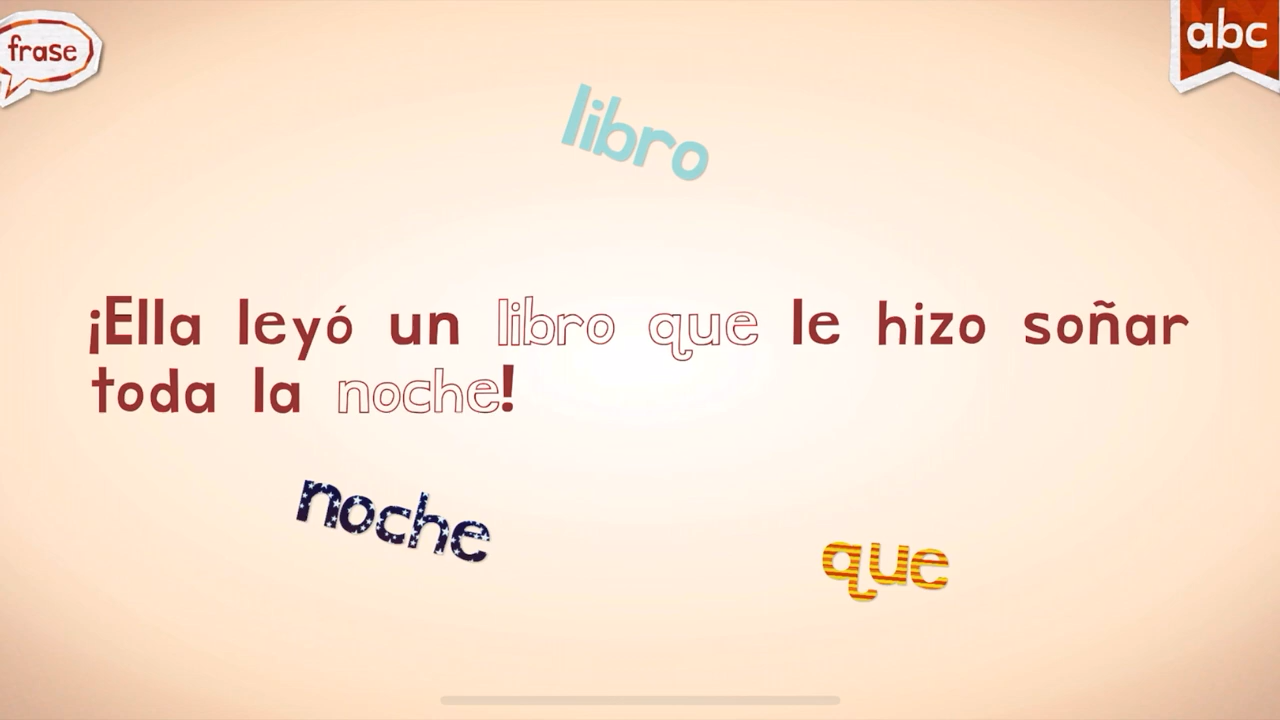 frase
abc
libro
¡Ella leyó un libro que le hizo soñar
toda la noche!
noche
que